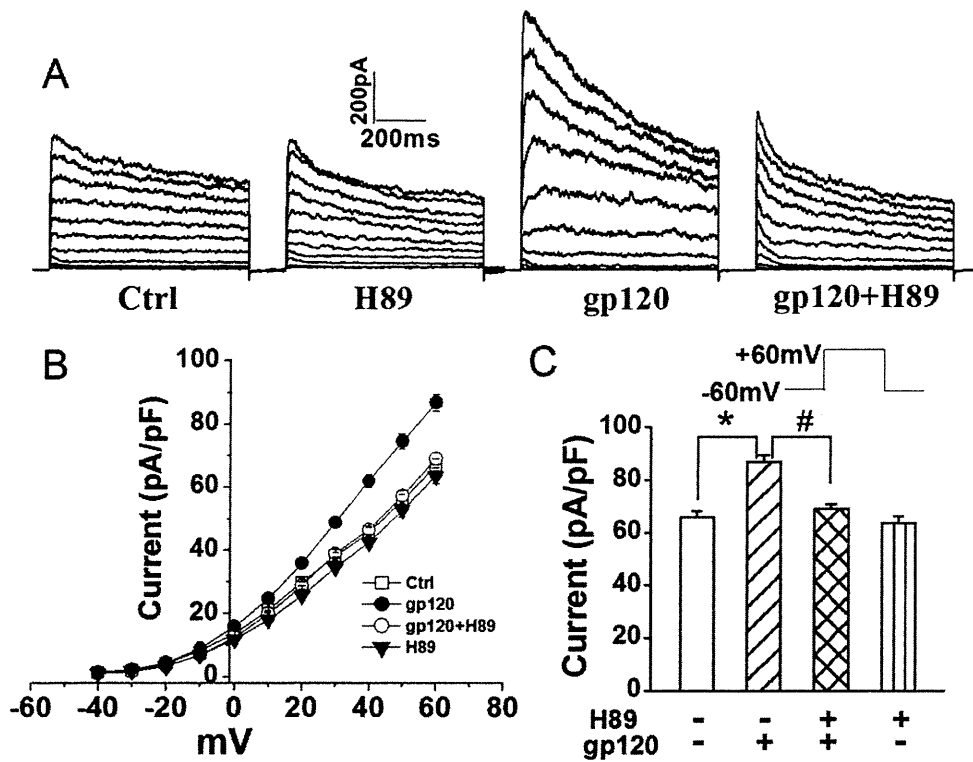 A
200pA
200ms
Ctrl
H89
gp120
gp120+H89
B
Current (pA/pF)
100
80
60
40
20
0
Ctrl
gp120
gp120+H89
H89
-60 -40 -20 0 20 40 60 80
mV
C
+60mV
-60mV
* #
Current (pA/pF)
100
80
60
40
20
0
H89 - - + +
gp120 - + + -